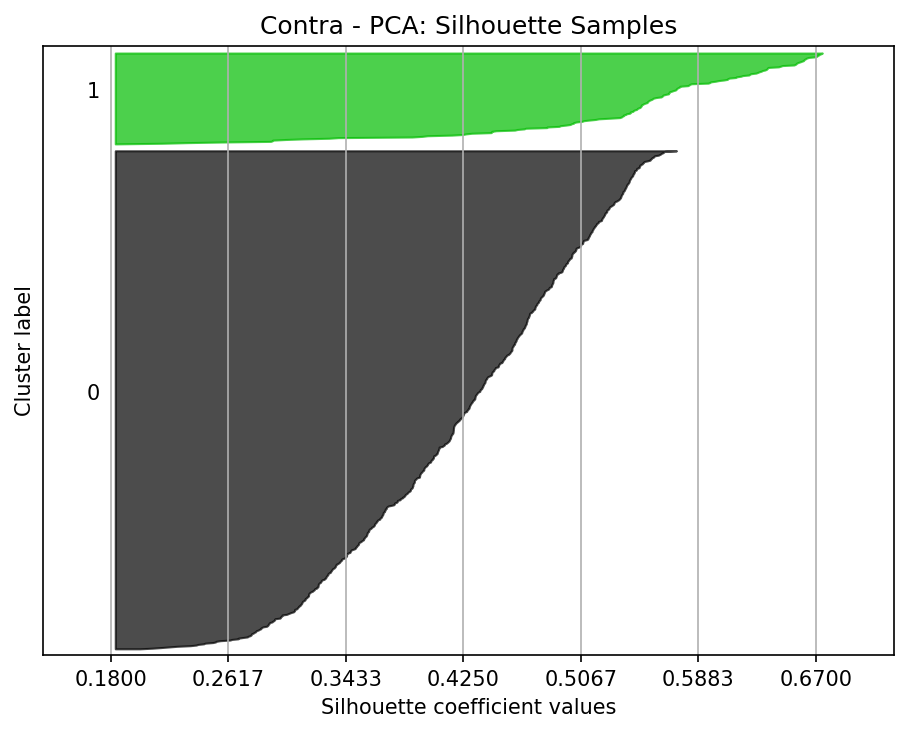 Contra - PCA: Silhouette Samples
1
0
Cluster label
0.1800 0.2617 0.3433 0.4250 0.5067 0.5883 0.6700
Silhouette coefficient values